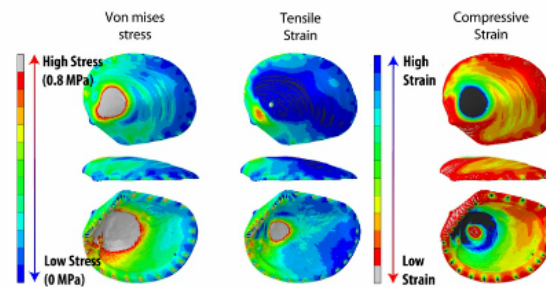 Von mises
stress
Tensile
Strain
Compressive
Strain
High Stress
(0.8 MPa)
High
Strain
Low Stress
(0 MPa)
Low
Strain